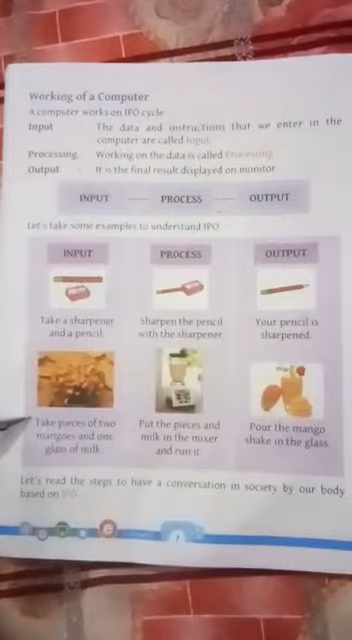 Working of a Computer
A computer works on IPO cycle
Input The data and instructions that we enter in the
computer are called Input
Processing Working on the data is called Processing
Output : It is the final result displayed on monitor
INPUT PROCESS OUTPUT
Let's take some examples to understand IPO
INPUT PROCESS OUTPUT
Take a sharpener Sharpen the pencil Your pencil is
and a pencil. with the sharpener. sharpened.
Take pieces of two Put the pieces and Pour the mango
mangoes and one milk in the mixer shake in the glass.
glass of milk and run it
Let's read the steps to have a conversation in society by our body
based on IPO